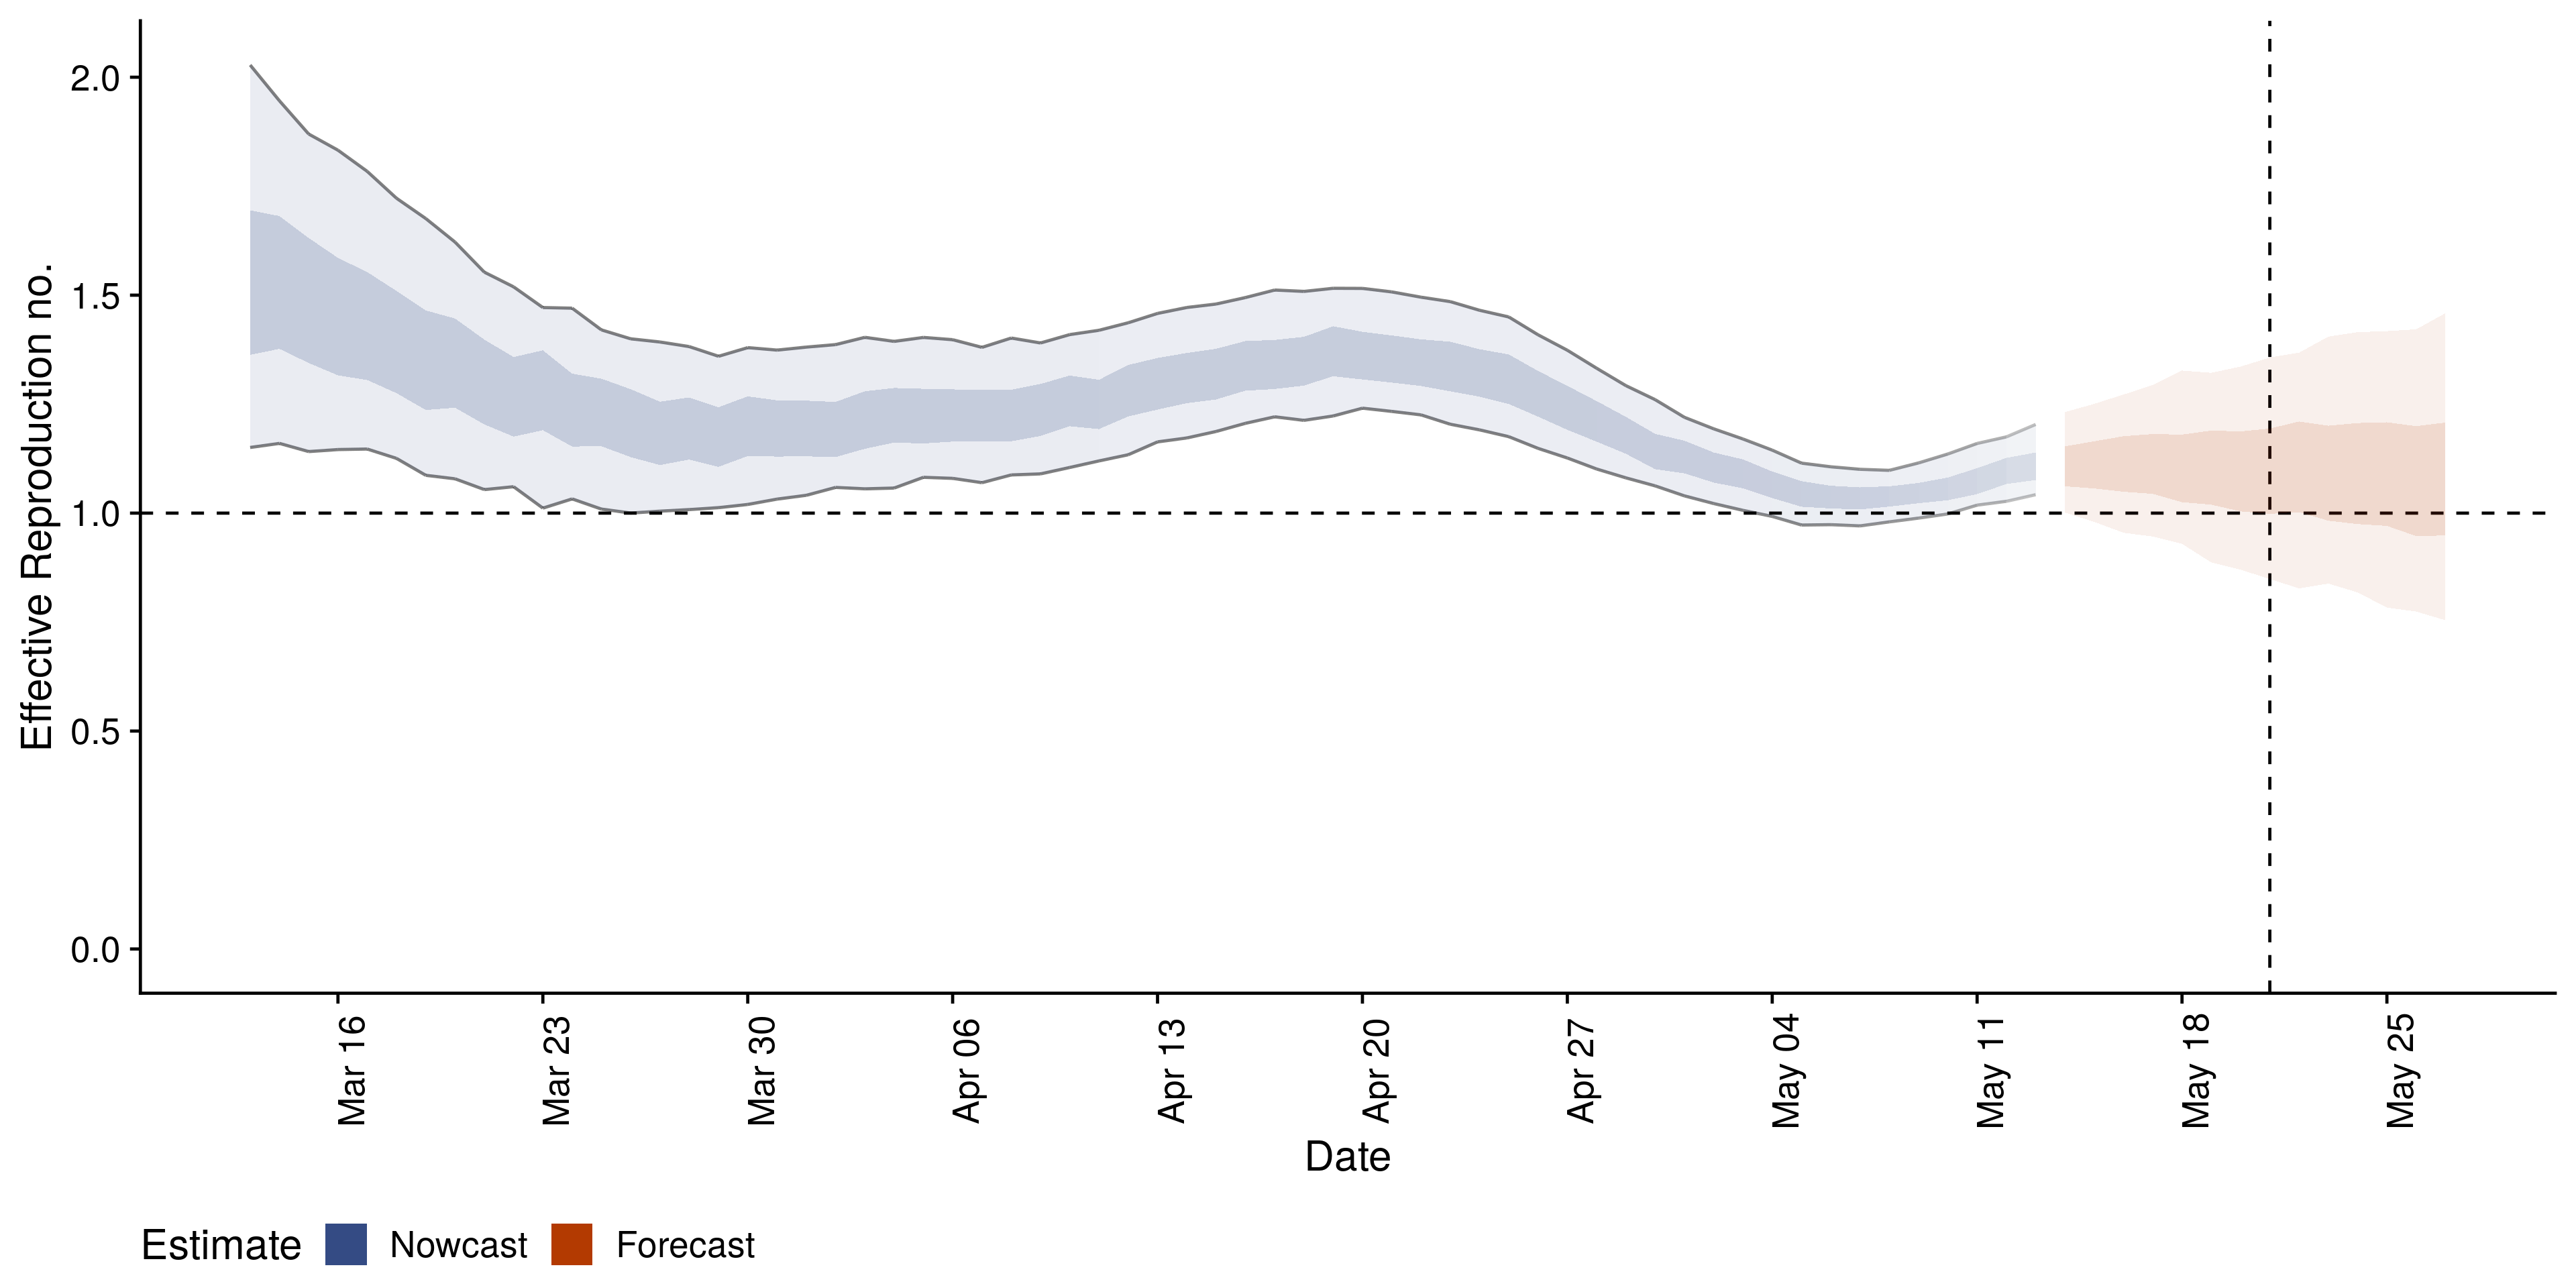 Effective Reproduction no.
2.0
1.5
1.0
0.5
0.0
Mar 16
Mar 23
Mar 30
Apr 06
Apr 13
Apr 20
Apr 27
May 04
May 11
May 18
May 25
Date
Estimate Nowcast Forecast